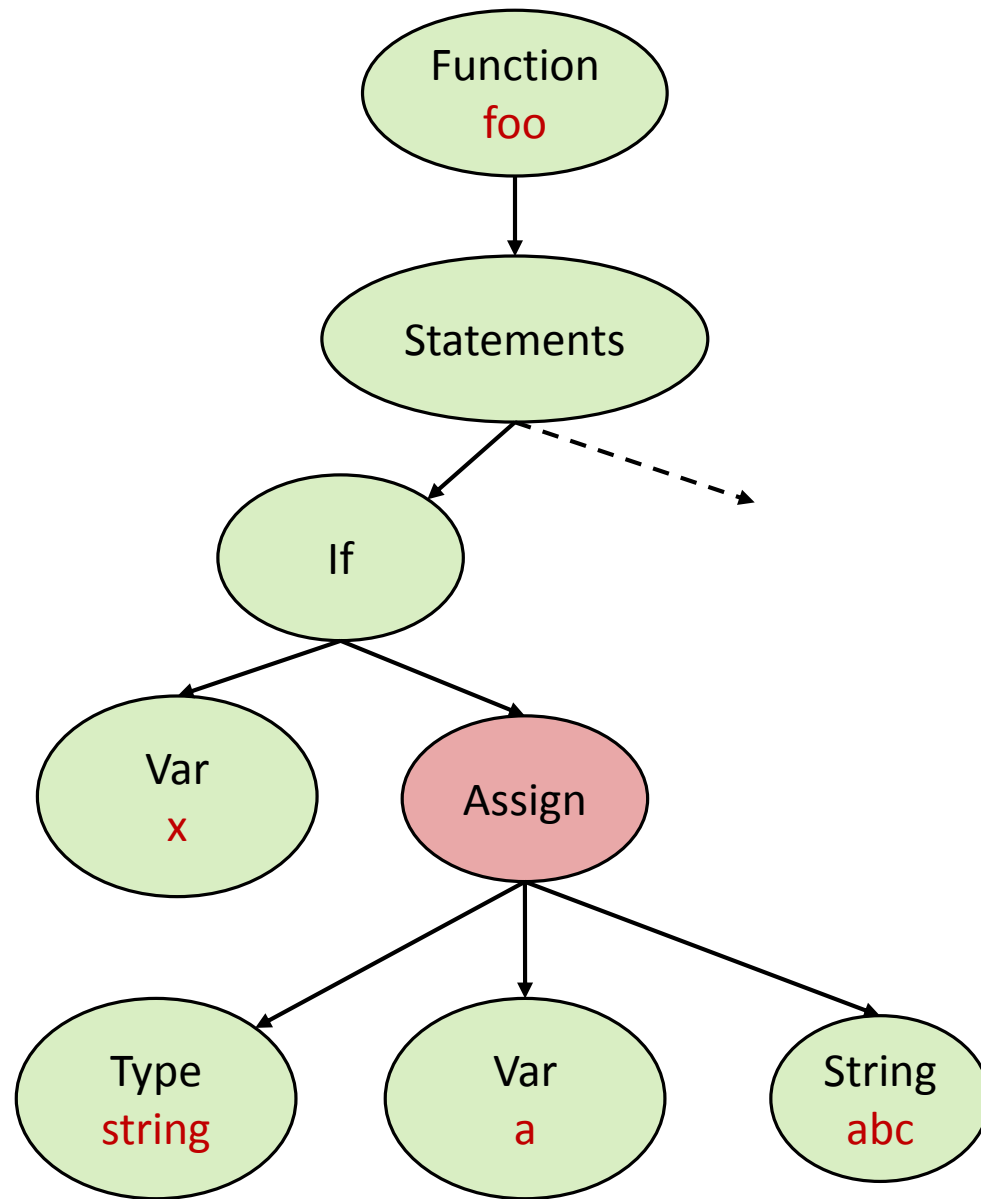 Function
foo
Statements
If
Var
x
Assign
Type
string
Var
a
String
abc